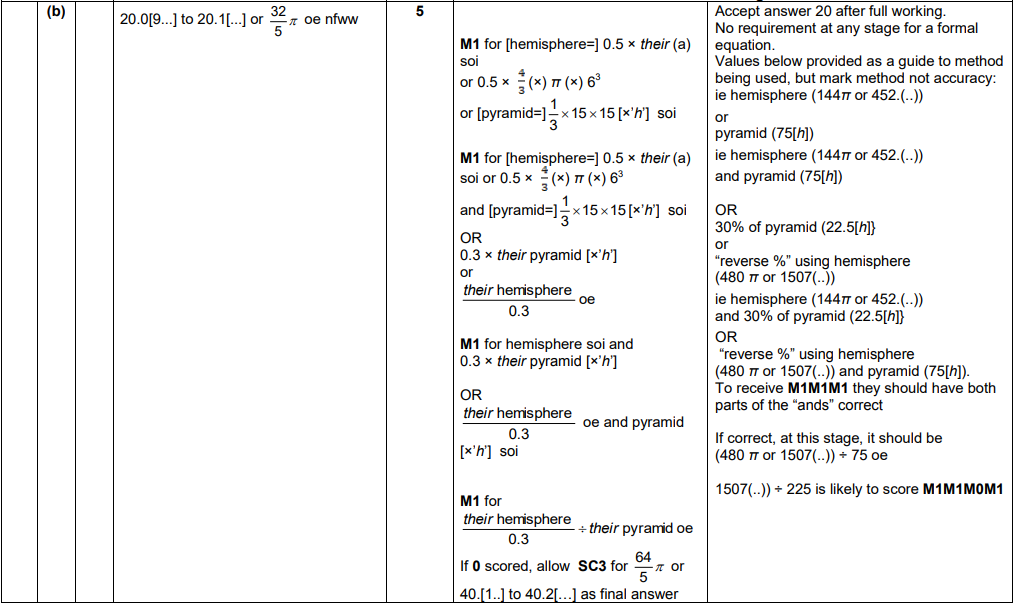 (b)
20.0[9...] to 20.1[...] or 32/5 π oe nfww
5
M1 for [hemisphere=] 0.5 × their (a)
soi
or 0.5 × 4/3 (×) π (×) 6³
or [pyramid=] 1/3 × 15 × 15 [×'h'] soi
M1 for [hemisphere=] 0.5 × their (a)
soi or 0.5 × 4/3 (×) π (×) 6³
and [pyramid=] 1/3 × 15 × 15 [×'h'] soi
OR
0.3 × their pyramid [×'h']
or
their hemisphere / 0.3 oe
M1 for hemisphere soi and
0.3 × their pyramid [×'h']
OR
their hemisphere / 0.3 oe and pyramid
[×'h'] soi
M1 for
their hemisphere / 0.3 ÷ their pyramid oe
If 0 scored, allow SC3 for 64/5 π or
40.[1..] to 40.2[...] as final answer
Accept answer 20 after full working.
No requirement at any stage for a formal
equation.
Values below provided as a guide to method
being used, but mark method not accuracy:
ie hemisphere (144π or 452.(..))
or
pyramid (75[h])
ie hemisphere (144π or 452.(..))
and pyramid (75[h])
OR
30% of pyramid (22.5[h]}
or
“reverse %” using hemisphere
(480 π or 1507(..))
ie hemisphere (144π or 452.(..))
and 30% of pyramid (22.5[h]}
OR
“reverse %” using hemisphere
(480 π or 1507(..)) and pyramid (75[h]).
To receive M1M1M1 they should have both
parts of the “ands” correct
If correct, at this stage, it should be
(480 π or 1507(..)) ÷ 75 oe
1507(..)) ÷ 225 is likely to score M1M1M0M1